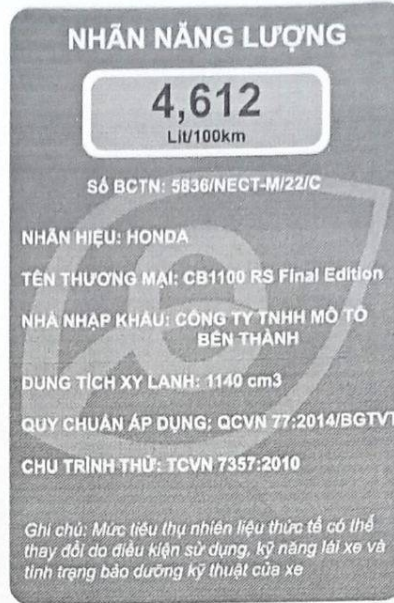 NHÃN NĂNG LƯỢNG
4,612
Lít/100km
Số BCTN: 5836/NECT-M/22/C
NHÃN HIỆU: HONDA
TÊN THƯƠNG MẠI: CB1100 RS Final Edition
NHÀ NHẬP KHẨU: CÔNG TY TNHH MÔ TÔ
BẾN THÀNH
DUNG TÍCH XY LANH: 1140 cm3
QUY CHUẨN ÁP DỤNG: QCVN 77:2014/BGTVT
CHU TRÌNH THỬ: TCVN 7357:2010
Ghi chú: Mức tiêu thụ nhiên liệu thức tế có thể
thay đổi do điều kiện sử dụng, kỹ năng lái xe và
tình trạng bảo dưỡng kỹ thuật của xe